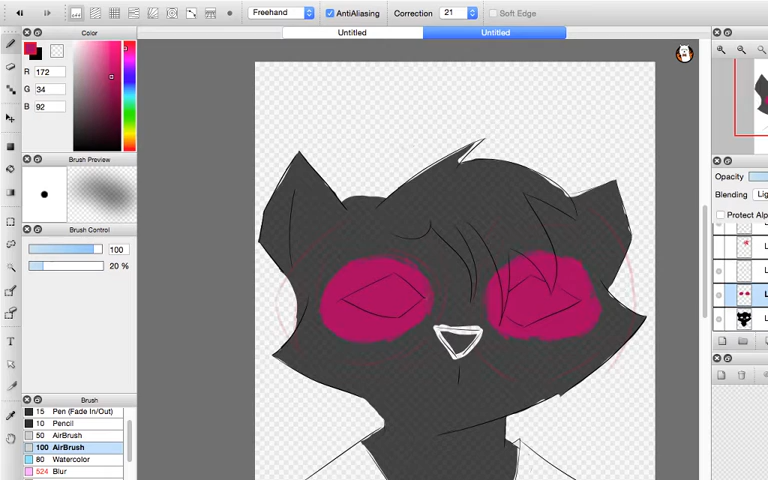 Freehand AntiAliasing Correction 21 Soft Edge
Untitled Untitled
Color
R 172
G 34
B 92
Brush Preview
Brush Control
100
20 %
Brush
15 Pen (Fade In/Out)
10 Pencil
50 AirBrush
100 AirBrush
80 Watercolor
524 Blur
T
Opacity
Blending Lig
Protect Alp
L
L
L
L